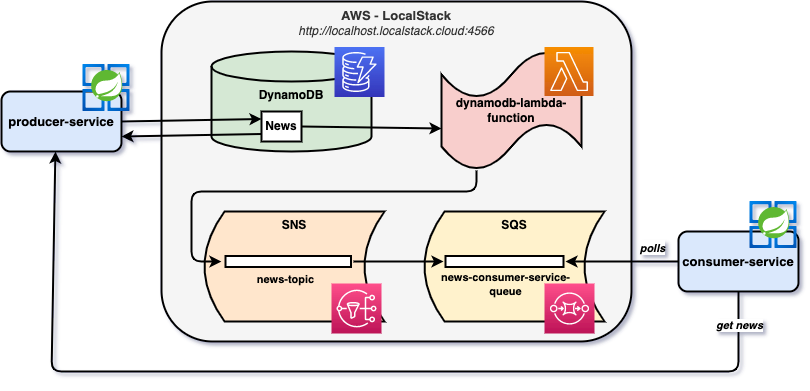 AWS - LocalStack
http://localhost.localstack.cloud:4566
DynamoDB
News
dynamodb-lambda-
function
producer-service
SNS
news-topic
SQS
news-consumer-service-
queue
polls
consumer-service
get news